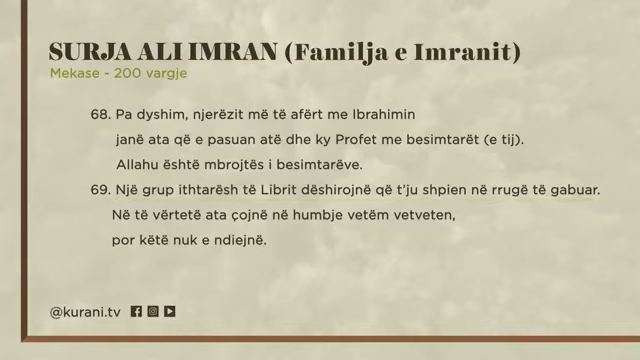 SURJA ALI IMRAN (Familja e Imranit)
Mekase - 200 vargje
68. Pa dyshim, njerëzit më të afërt me Ibrahimin
janë ata që e pasuan atë dhe ky Profet me besimtarët (e tij).
Allahu është mbrojtës i besimtarëve.
69. Një grup ithtarësh të Librit dëshirojnë që t'ju shpien në rrugë të gabuar.
Në të vërtetë ata çojnë në humbje vetëm vetveten,
por këtë nuk e ndiejnë.
@kurani.tv